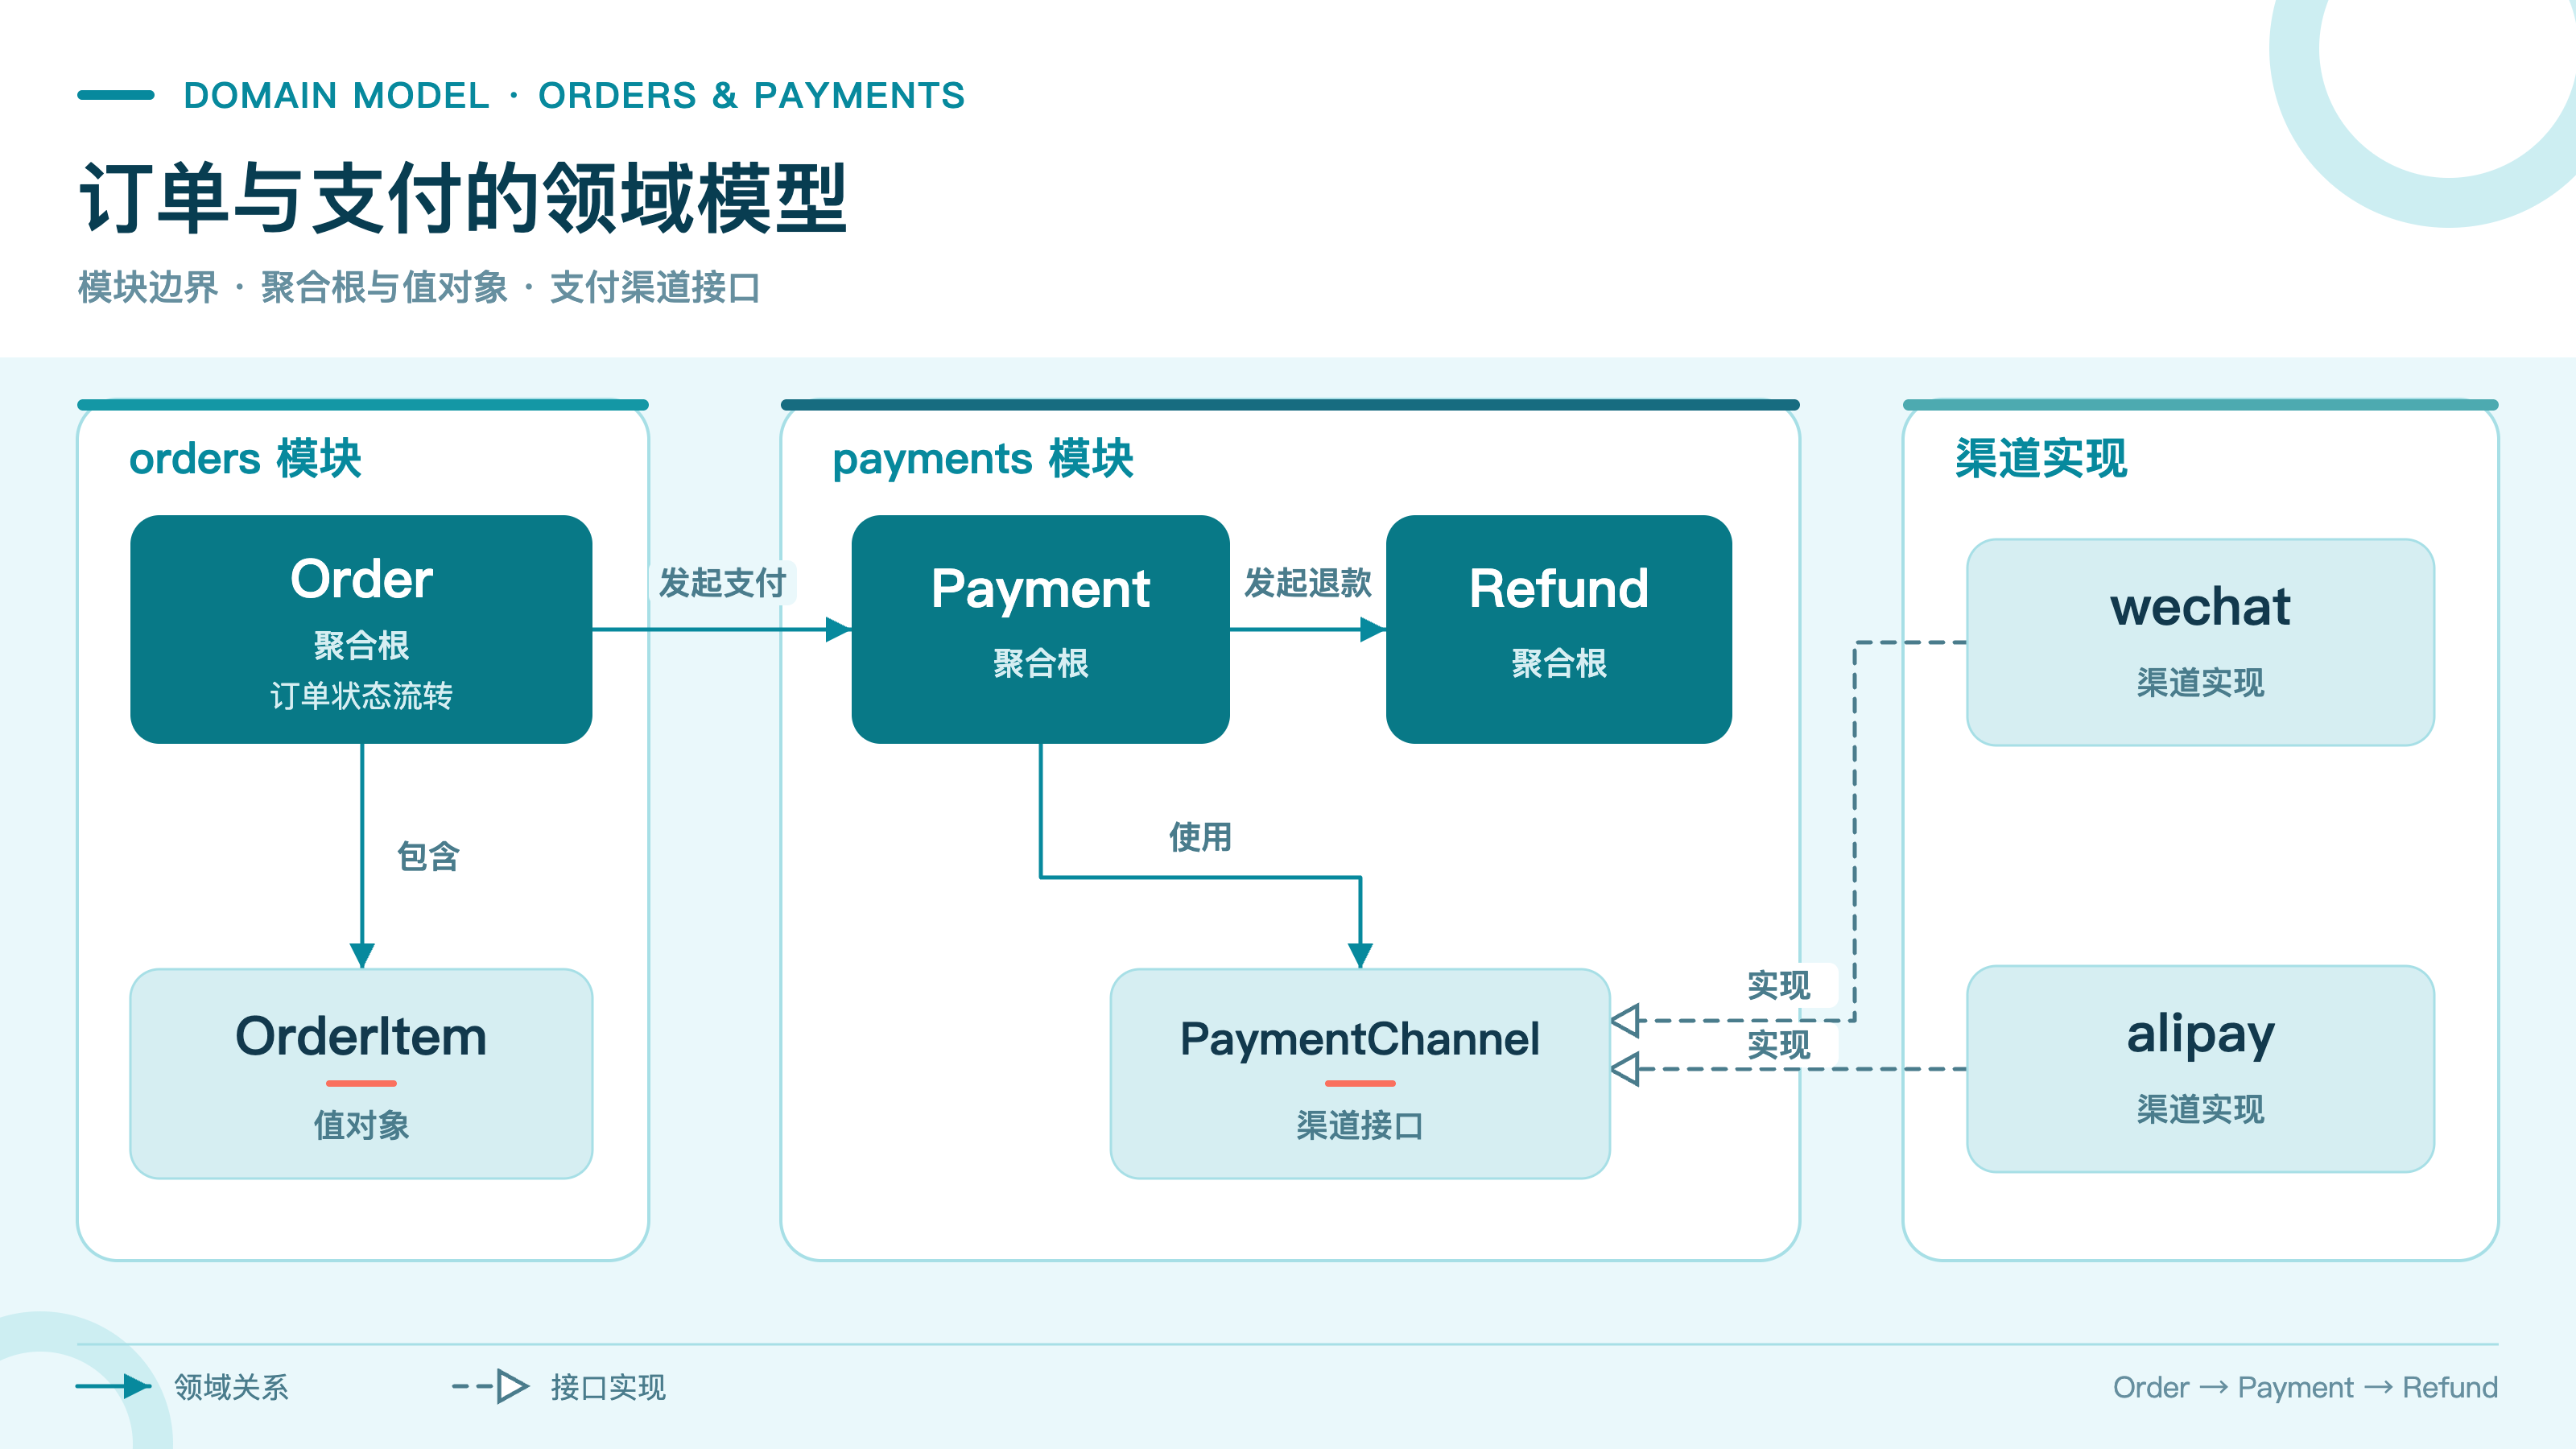 DOMAIN MODEL · ORDERS & PAYMENTS
订单与支付的领域模型
模块边界 · 聚合根与值对象 · 支付渠道接口
orders 模块
Order
聚合根
订单状态流转
包含
OrderItem
值对象
发起支付
payments 模块
Payment
聚合根
发起退款
Refund
聚合根
使用
PaymentChannel
渠道接口
实现
实现
渠道实现
wechat
渠道实现
alipay
渠道实现
领域关系
接口实现
Order → Payment → Refund